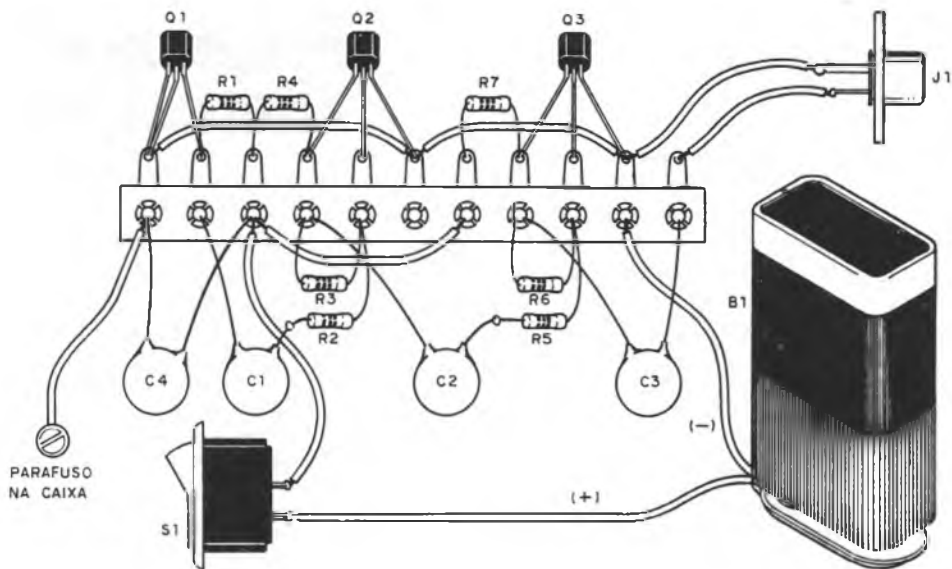 Q1
Q2
Q3
R1
R4
R7
J1
R3
R6
R2
R5
B1
C4
C1
C2
C3
(-)
PARAFUSO
NA CAIXA
(+)
S1